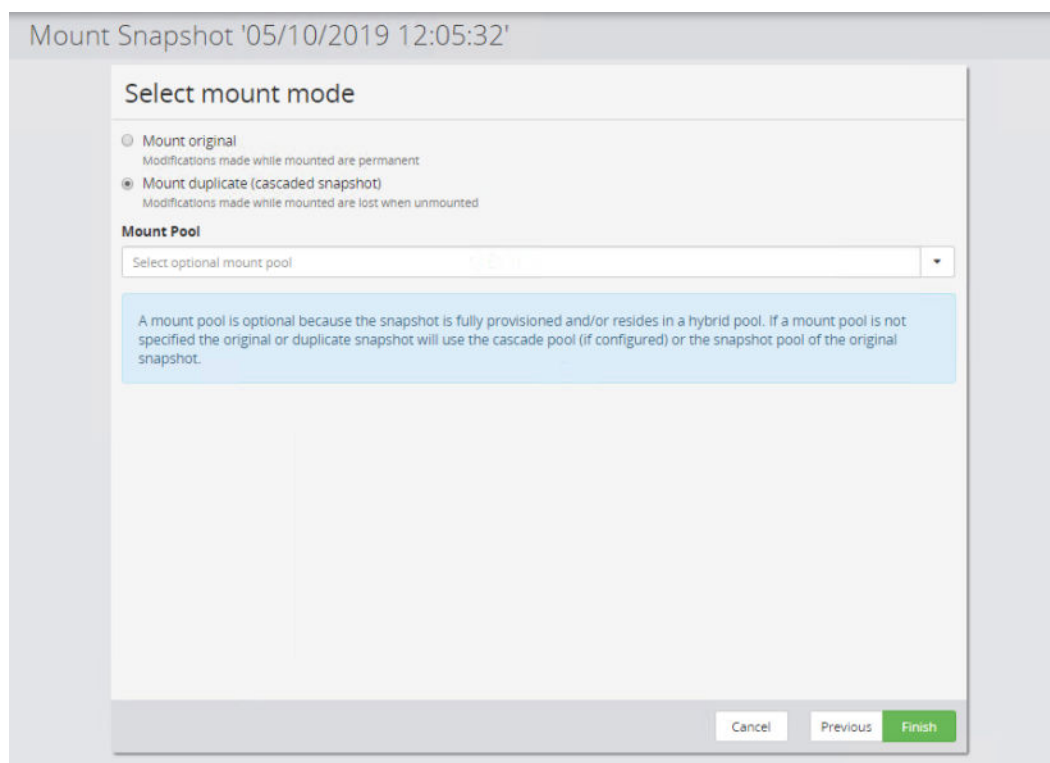 Mount Snapshot '05/10/2019 12:05:32'
Select mount mode
Mount original
Modifications made while mounted are permanent
Mount duplicate (cascaded snapshot)
Modifications made while mounted are lost when unmounted
Mount Pool
Select optional mount pool
A mount pool is optional because the snapshot is fully provisioned and/or resides in a hybrid pool. If a mount pool is not
specified the original or duplicate snapshot will use the cascade pool (if configured) or the snapshot pool of the original
snapshot.
Cancel Previous Finish